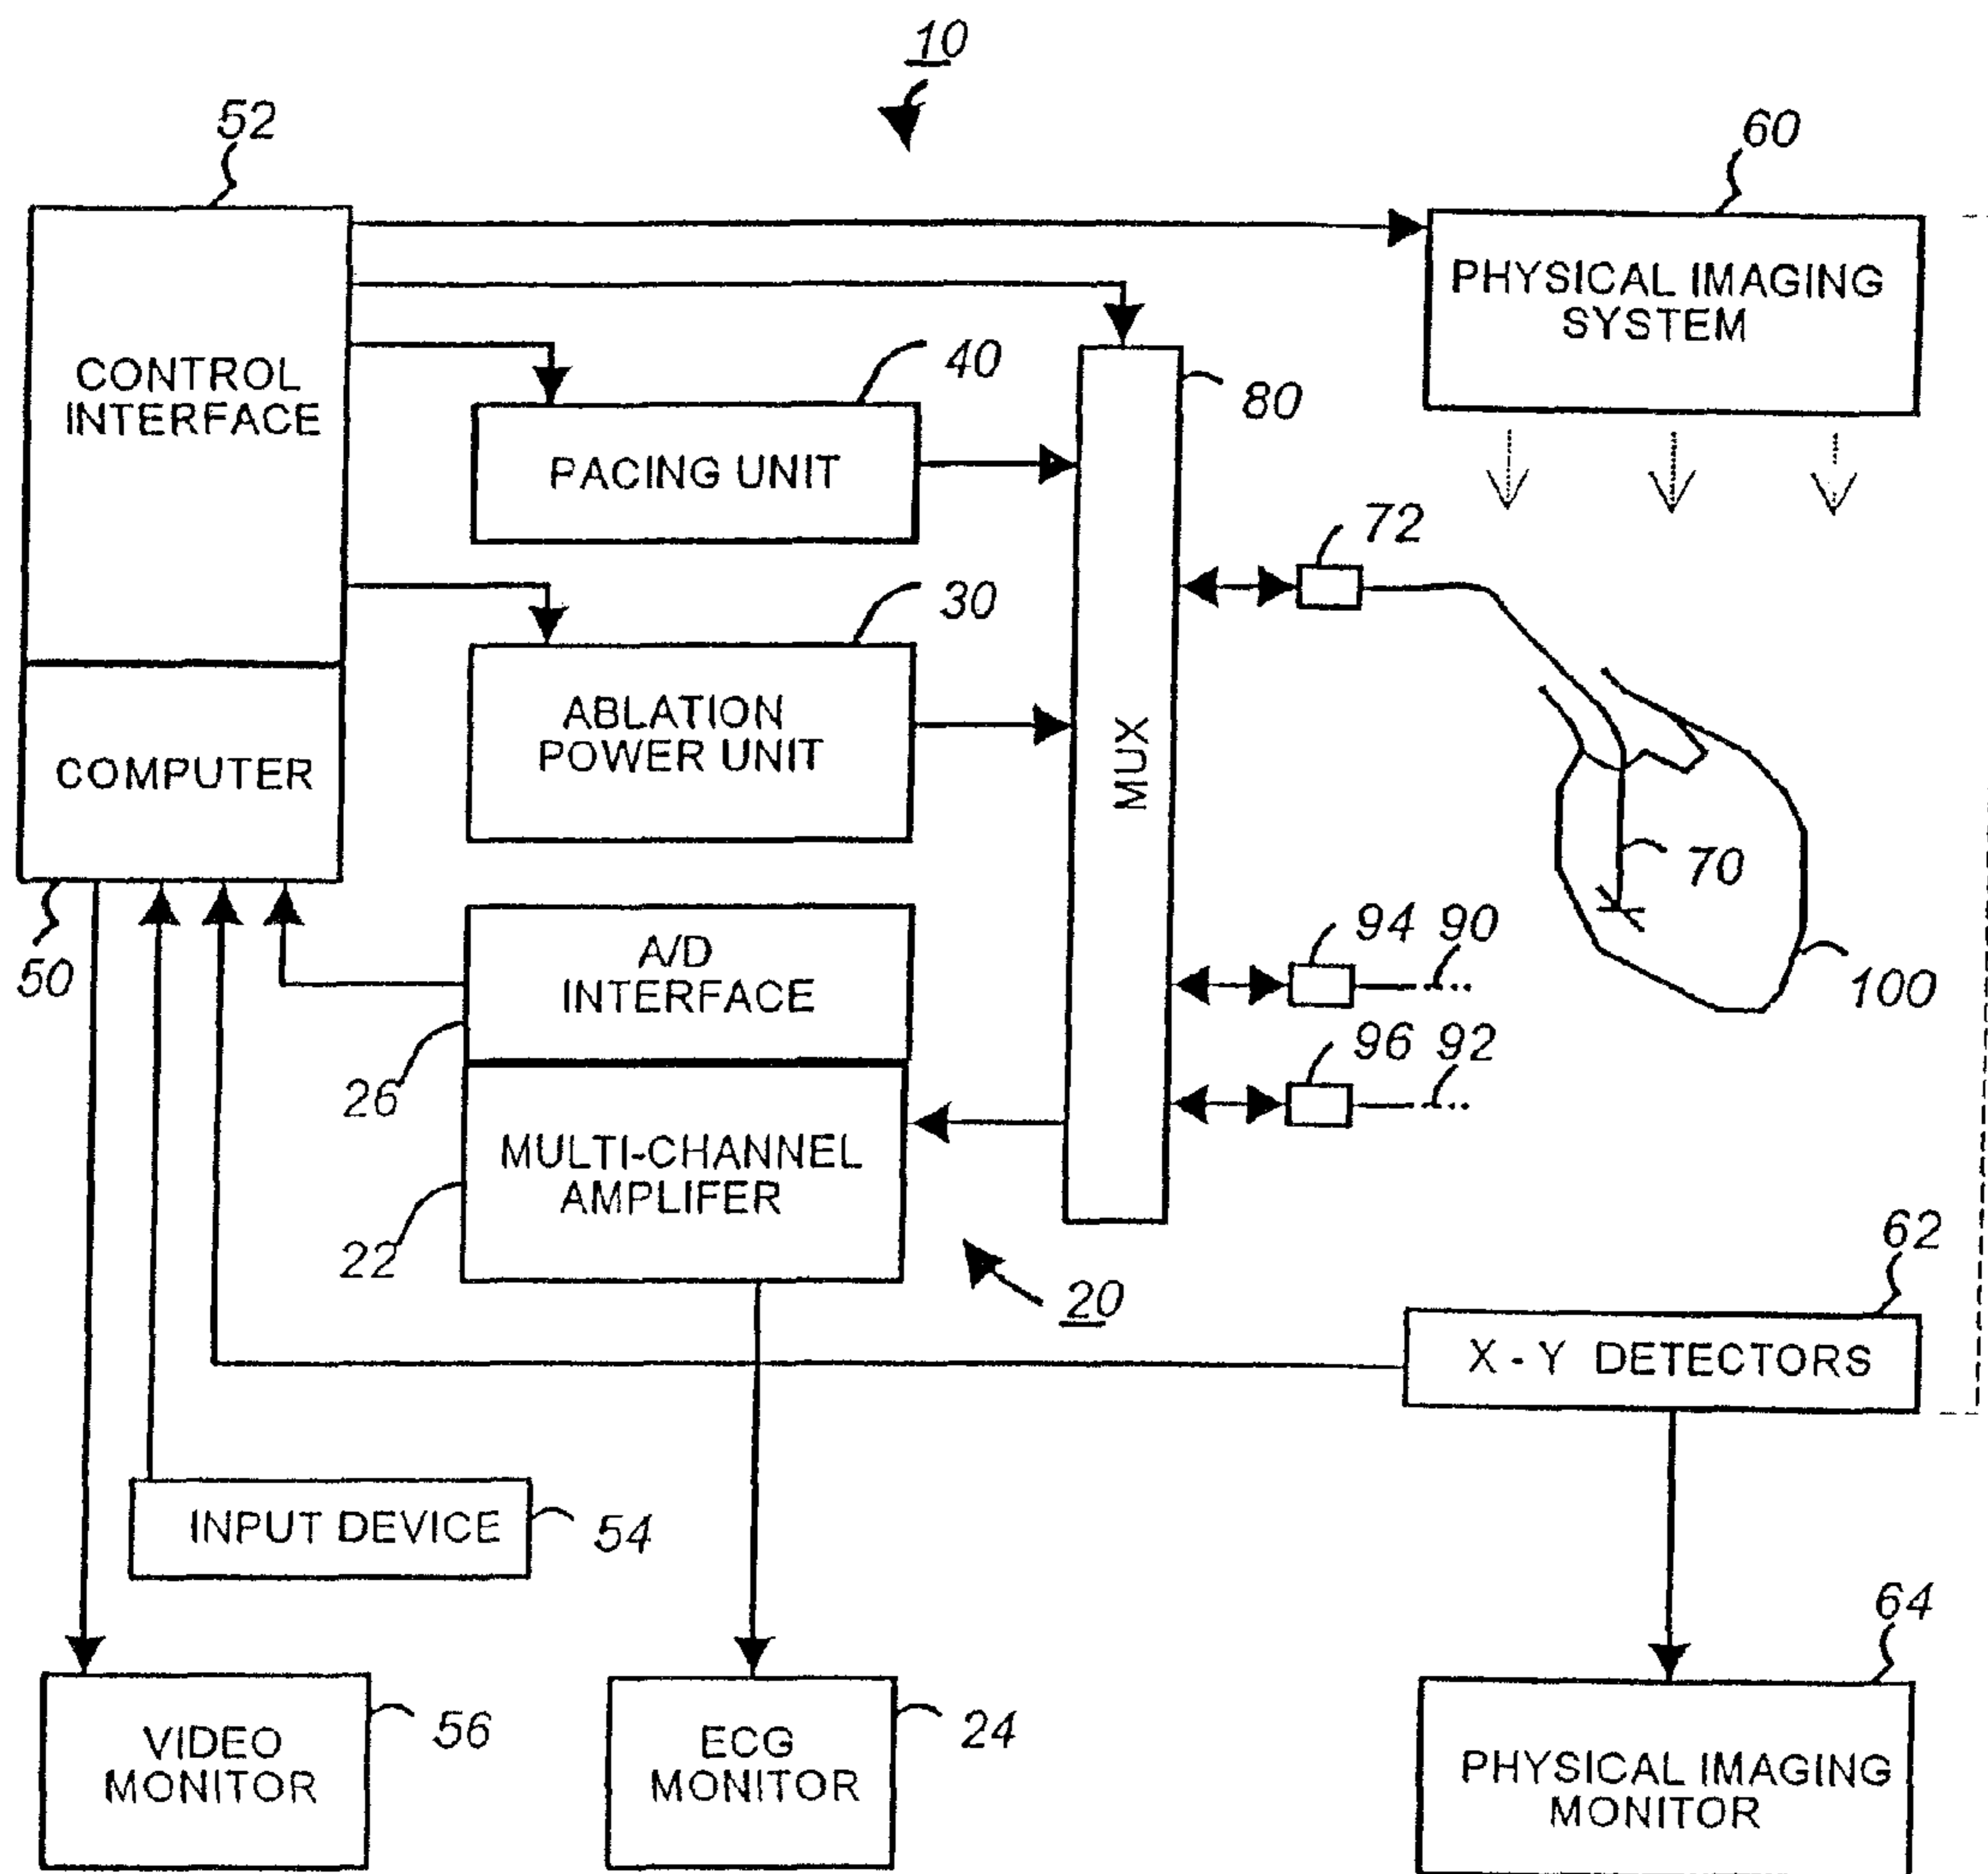 10
52
60
PHYSICAL IMAGING
SYSTEM
CONTROL
INTERFACE
40
80
PACING UNIT
72
30
ABLATION
POWER UNIT
MUX
COMPUTER
70
50
A/D
INTERFACE
94 90
100
26
96 92
MULTI-CHANNEL
AMPLIFER
22
62
20
X - Y DETECTORS
INPUT DEVICE
54
64
VIDEO
MONITOR
56
ECG
MONITOR
24
PHYSICAL IMAGING
MONITOR